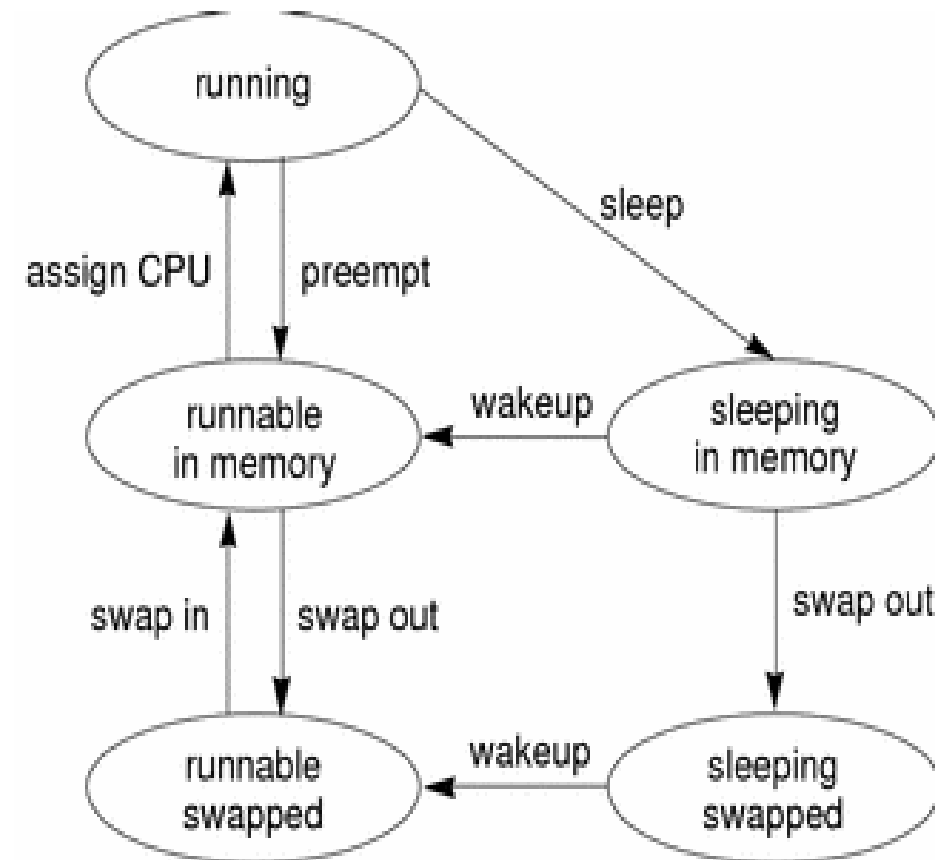 running
sleep
assign CPU
preempt
runnable
in memory
wakeup
sleeping
in memory
swap in
swap out
swap out
runnable
swapped
wakeup
sleeping
swapped